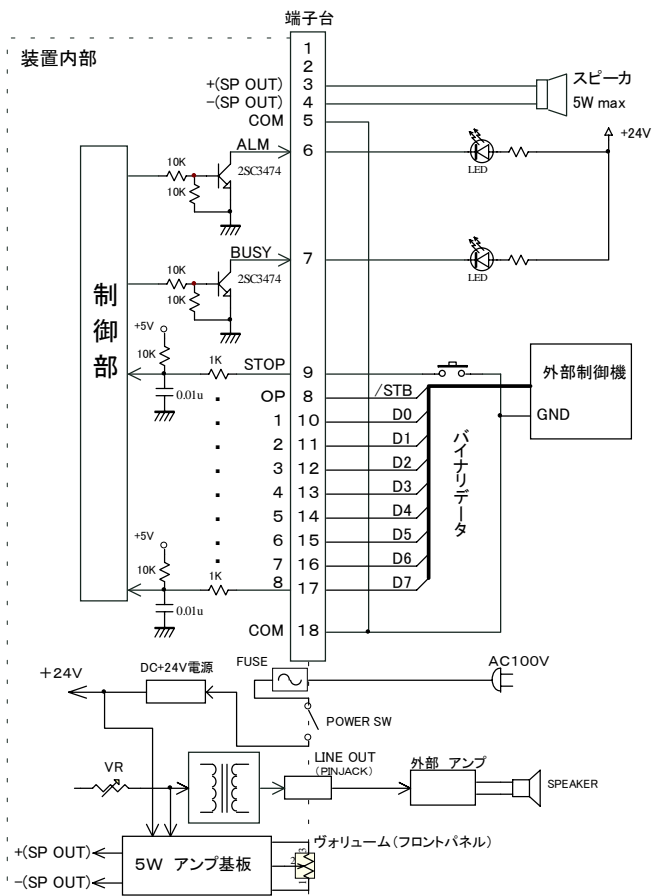 端子台
装置内部
1
2
+(SP OUT) 3
スピーカ
-(SP OUT) 4
5W max
COM 5
+24V
ALM 6
10K
10K
2SC3474
LED
BUSY 7
10K
10K
2SC3474
LED
制御部
+5V
10K
1K
STOP 9
0.01u
外部制御機
OP 8 /STB
GND
1 10 D0
2 11 D1
3 12 D2
4 13 D3
5 14 D4
6 15 D5
7 16 D6
8 17 D7
バイナリデータ
+5V
10K
1K
0.01u
COM 18
FUSE
AC100V
+24V
DC+24V電源
POWER SW
VR
LINE OUT
(PINJACK)
外部 アンプ
SPEAKER
ヴォリューム(フロントパネル)
+(SP OUT)
5W アンプ基板
3
2
1
-(SP OUT)